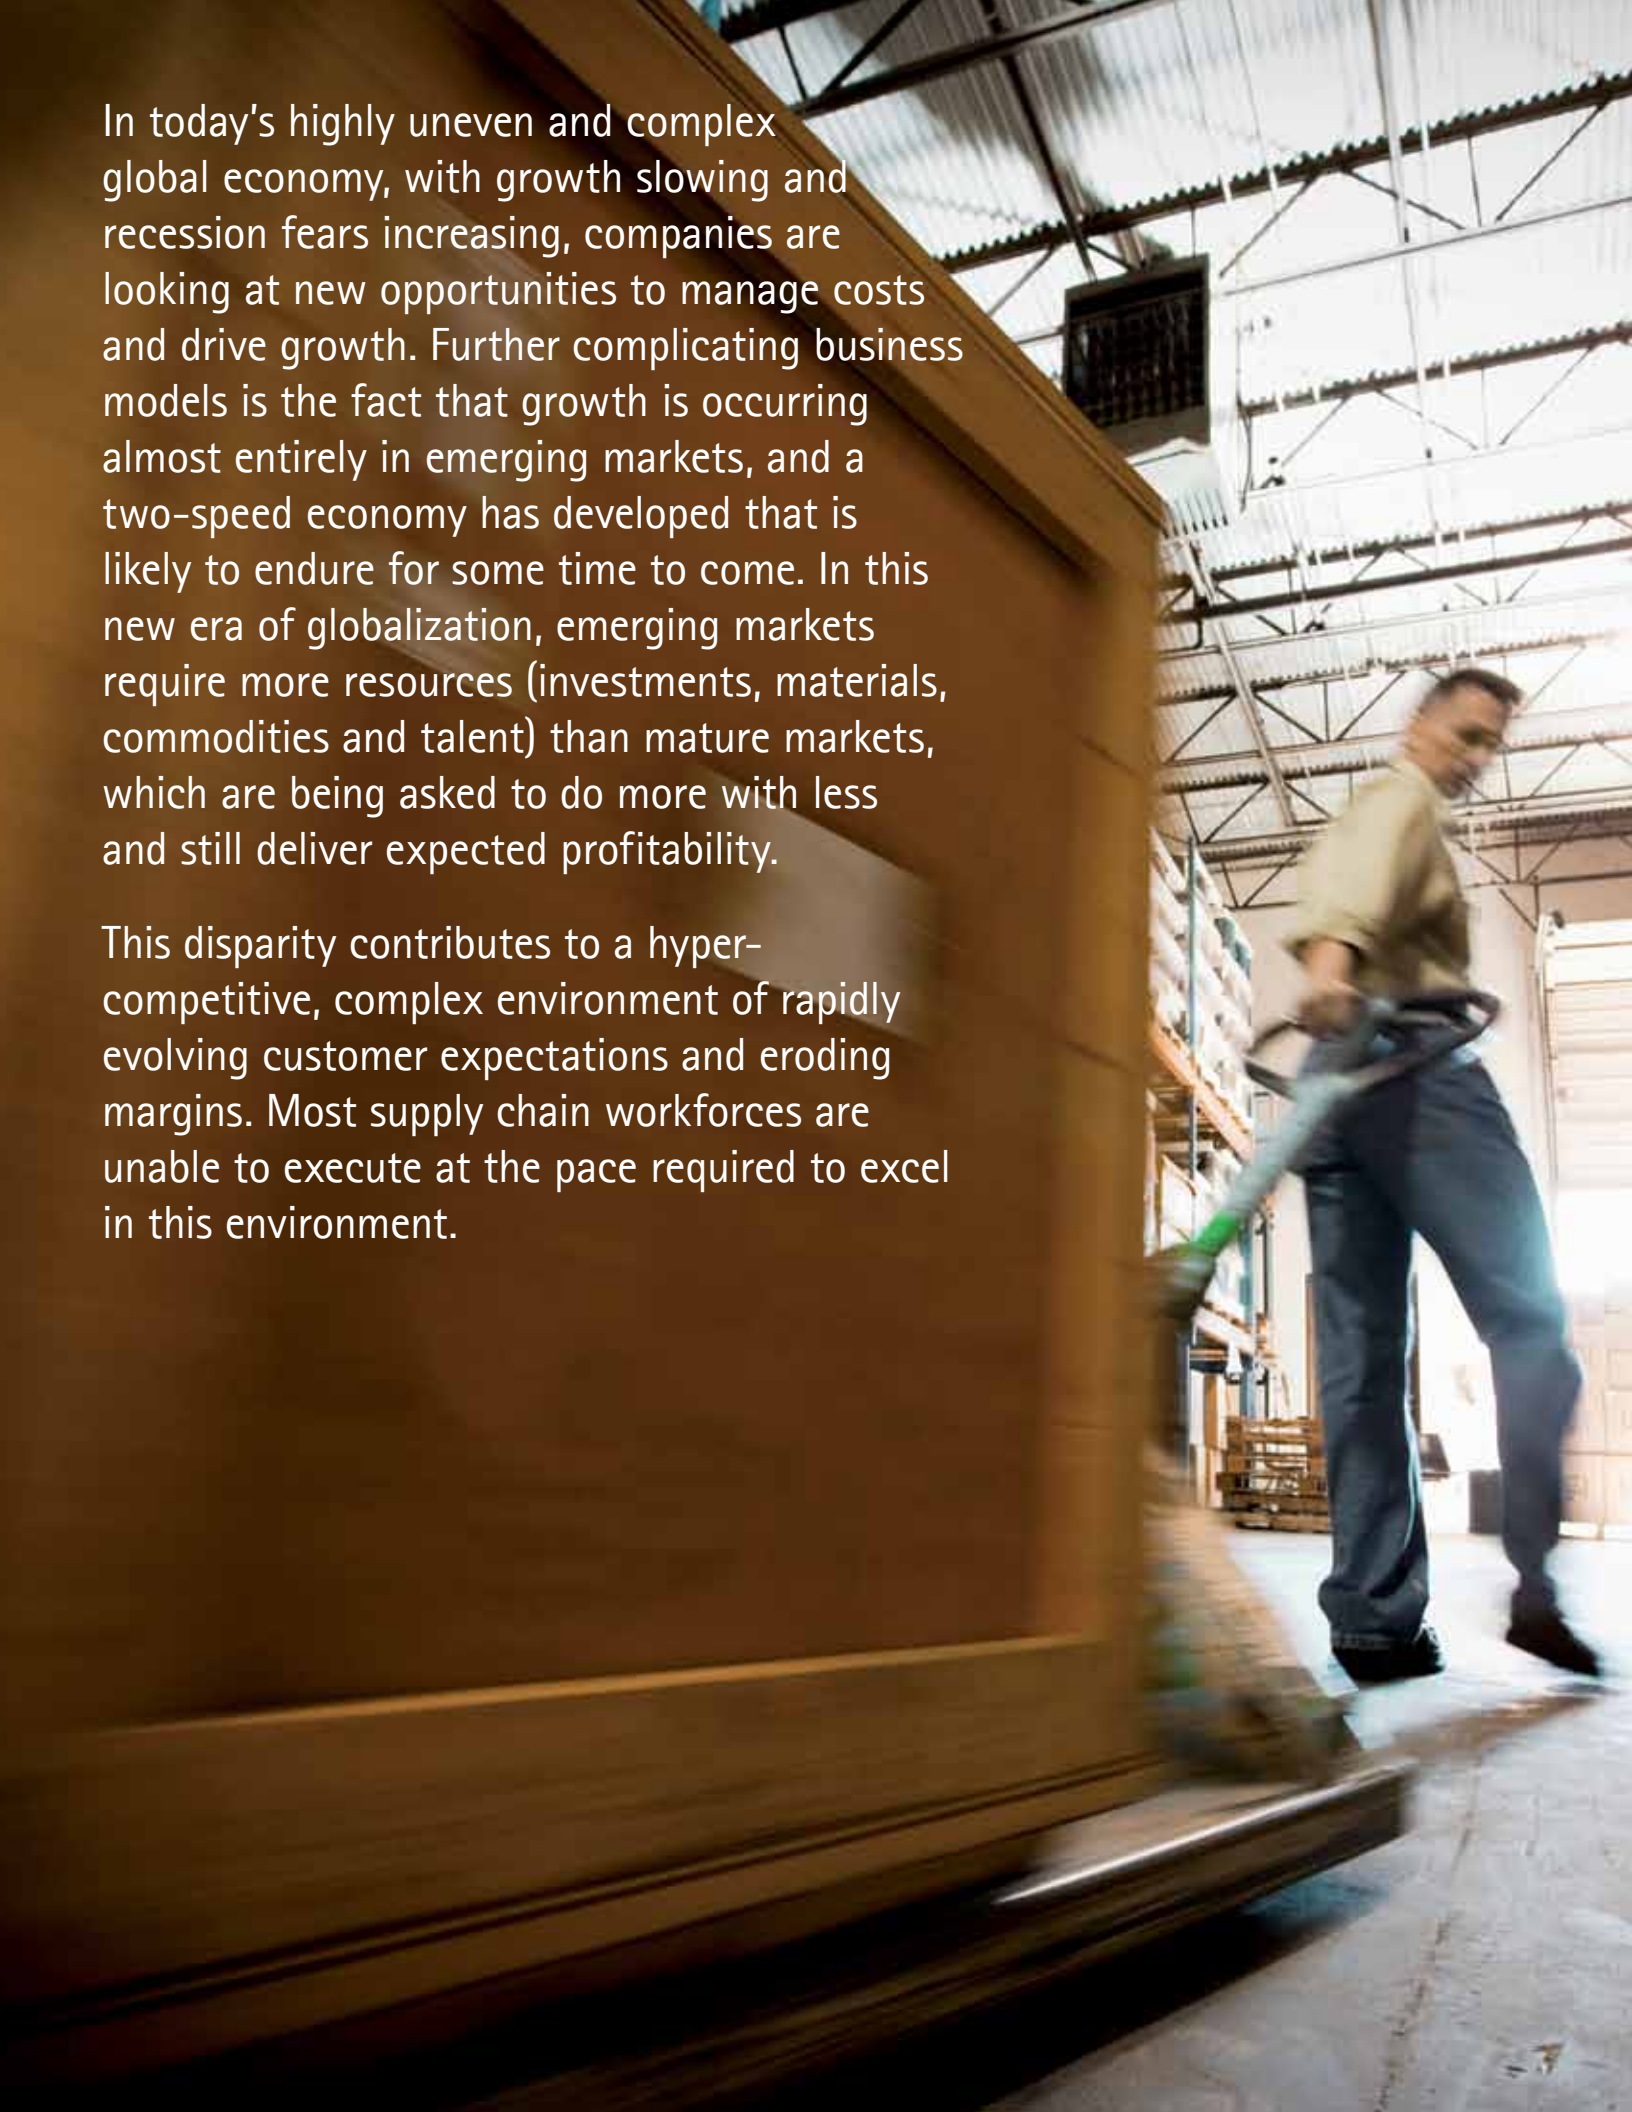 In today's highly uneven and complex
global economy, with growth slowing and
recession fears increasing, companies are
looking at new opportunities to manage costs
and drive growth. Further complicating business
models is the fact that growth is occurring
almost entirely in emerging markets, and a
two-speed economy has developed that is
likely to endure for some time to come. In this
new era of globalization, emerging markets
require more resources (investments, materials,
commodities and talent) than mature markets,
which are being asked to do more with less
and still deliver expected profitability.
This disparity contributes to a hyper-
competitive, complex environment of rapidly
evolving customer expectations and eroding
margins. Most supply chain workforces are
unable to execute at the pace required to excel
in this environment.